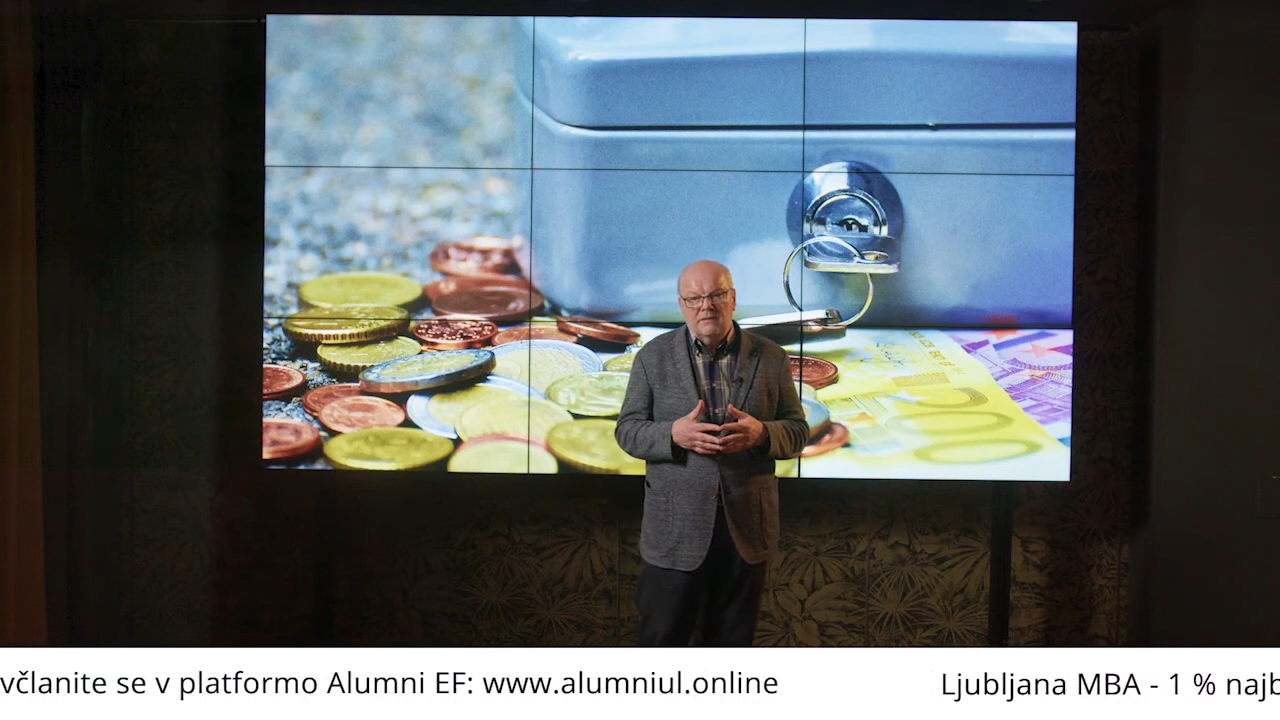 včlanite se v platformo Alumni EF: www.alumniul.online
Ljubljana MBA - 1 % najb